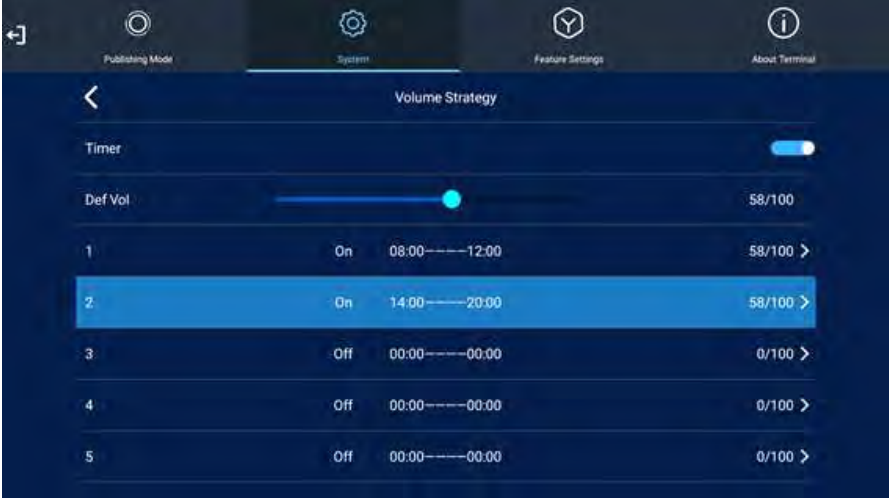 Publishing Mode System Feature Settings About Terminal
Volume Strategy
Timer
Def Vol 58/100
1 On 08:00----12:00 58/100
2 On 14:00----20:00 58/100
3 Off 00:00----00:00 0/100
4 Off 00:00----00:00 0/100
5 Off 00:00----00:00 0/100